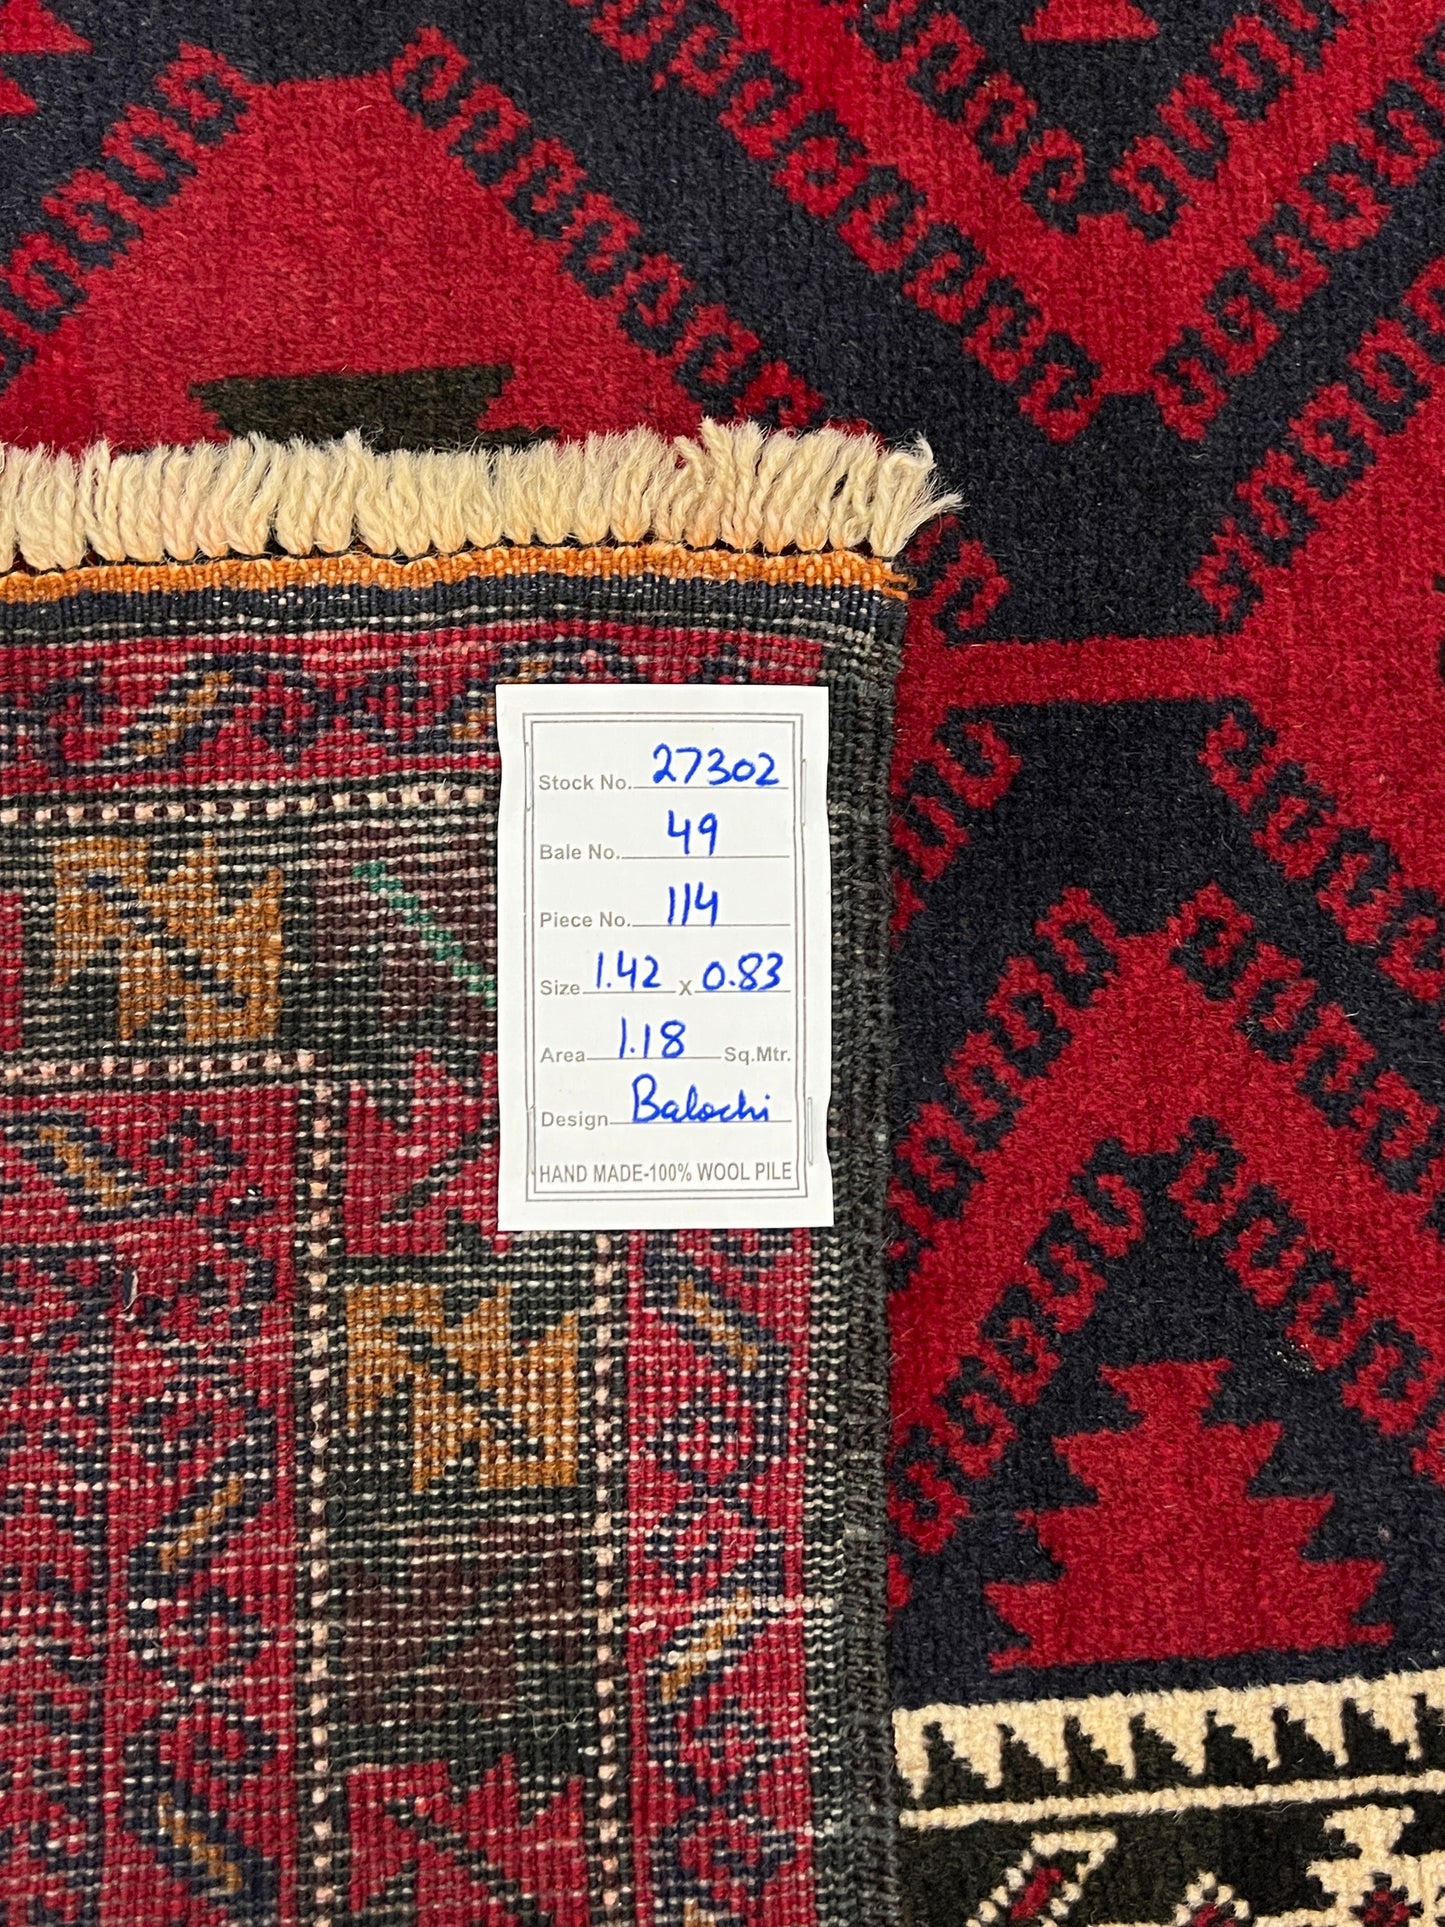 Stock No. 27302
Bale No. 49
Piece No. 114
Size 1.42 x 0.83
Area 1.18 Sq.Mtr.
Design Balochi
HAND MADE-100% WOOL PILE